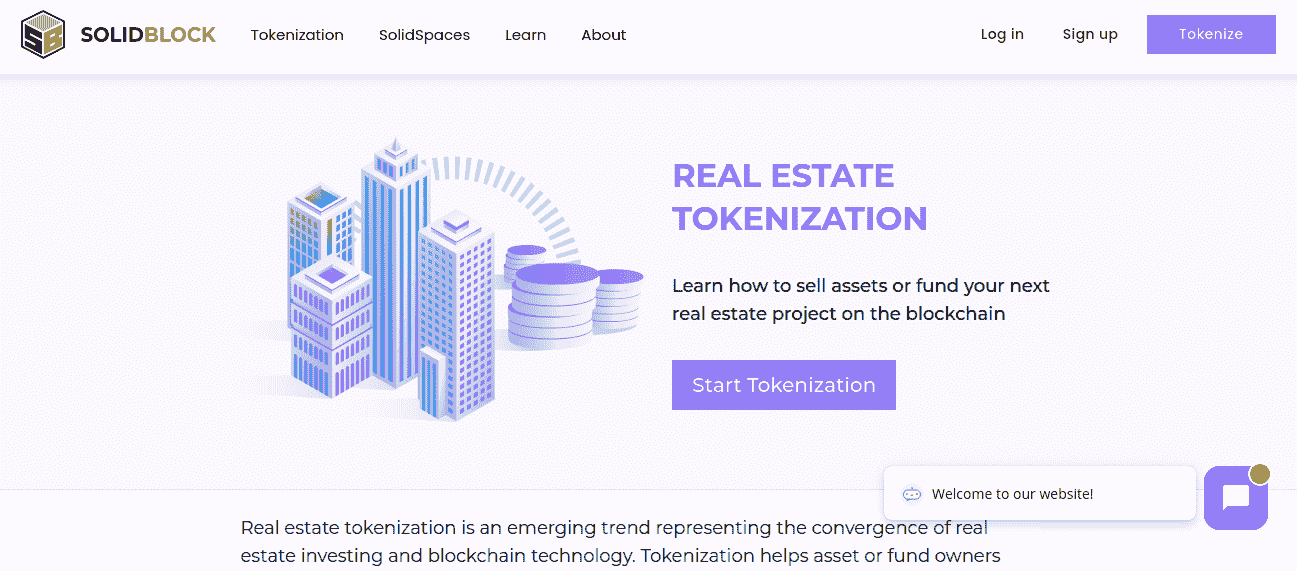 SB SOLIDBLOCK
Tokenization
SolidSpaces
Learn
About
Log in
Sign up
Tokenize
REAL ESTATE
TOKENIZATION
Learn how to sell assets or fund your next
real estate project on the blockchain
Start Tokenization
Welcome to our website!
Real estate tokenization is an emerging trend representing the convergence of real
estate investing and blockchain technology. Tokenization helps asset or fund owners